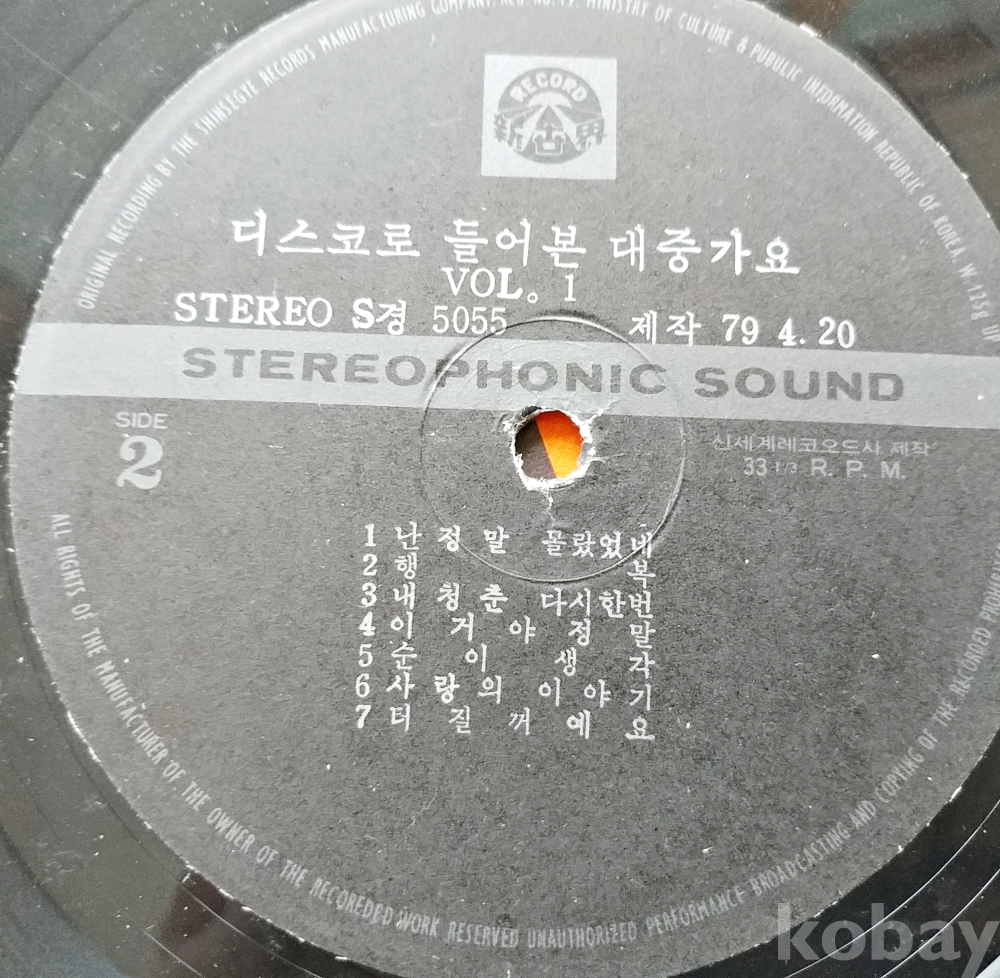 ORIGINAL RECORDING BY THE SHINSEGYE RECORDS MANUFACTURING COMPANY. REG. NO. 19. MINISTRY OF CULTURE & PUBULIC INFORMATION REPUBLIC OF KOREA.
RECORD
新世界
디스코로 들어본 대중가요
VOL. 1
STEREO S경 5055 제작 79 4. 20
STEREOPHONIC SOUND
SIDE
2
신세계레코오드사 제작
33 1/3 R. P. M.
1 난 정 말 몰랐었네
2 행 복
3 내 청 춘 다시한번
4 이 거 야 정 말
5 순 이 생 각
6 사 랑 의 이 야 기
7 터 질 꺼 예 요
ALL RIGHTS OF THE MANUFACTURER OF THE OWNER OF THE RECOREDED WORK RESERVED UNAUTHORIZED PERFORMANCE BROADCASTING AND COPYING OF THE RECORDED
kobay